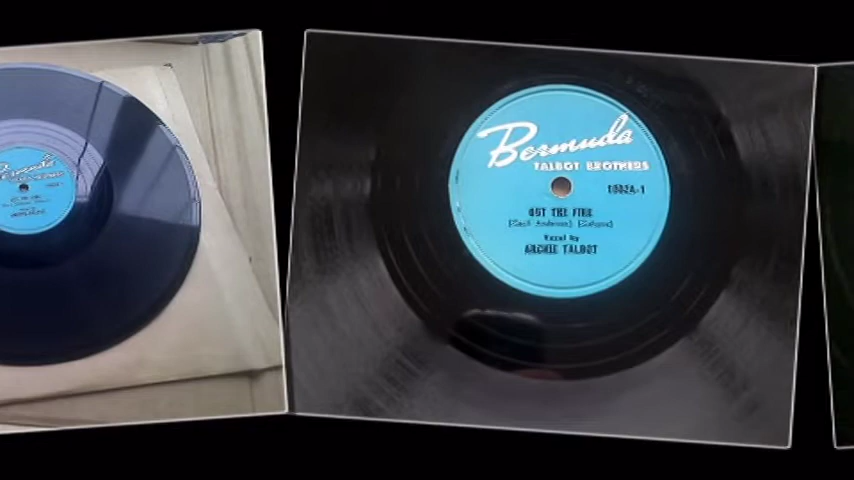 Bermuda
TALBOT BROTHERS
1002A-1
OUT THE FIRE
Vocal by
ARCHIE TALBOT